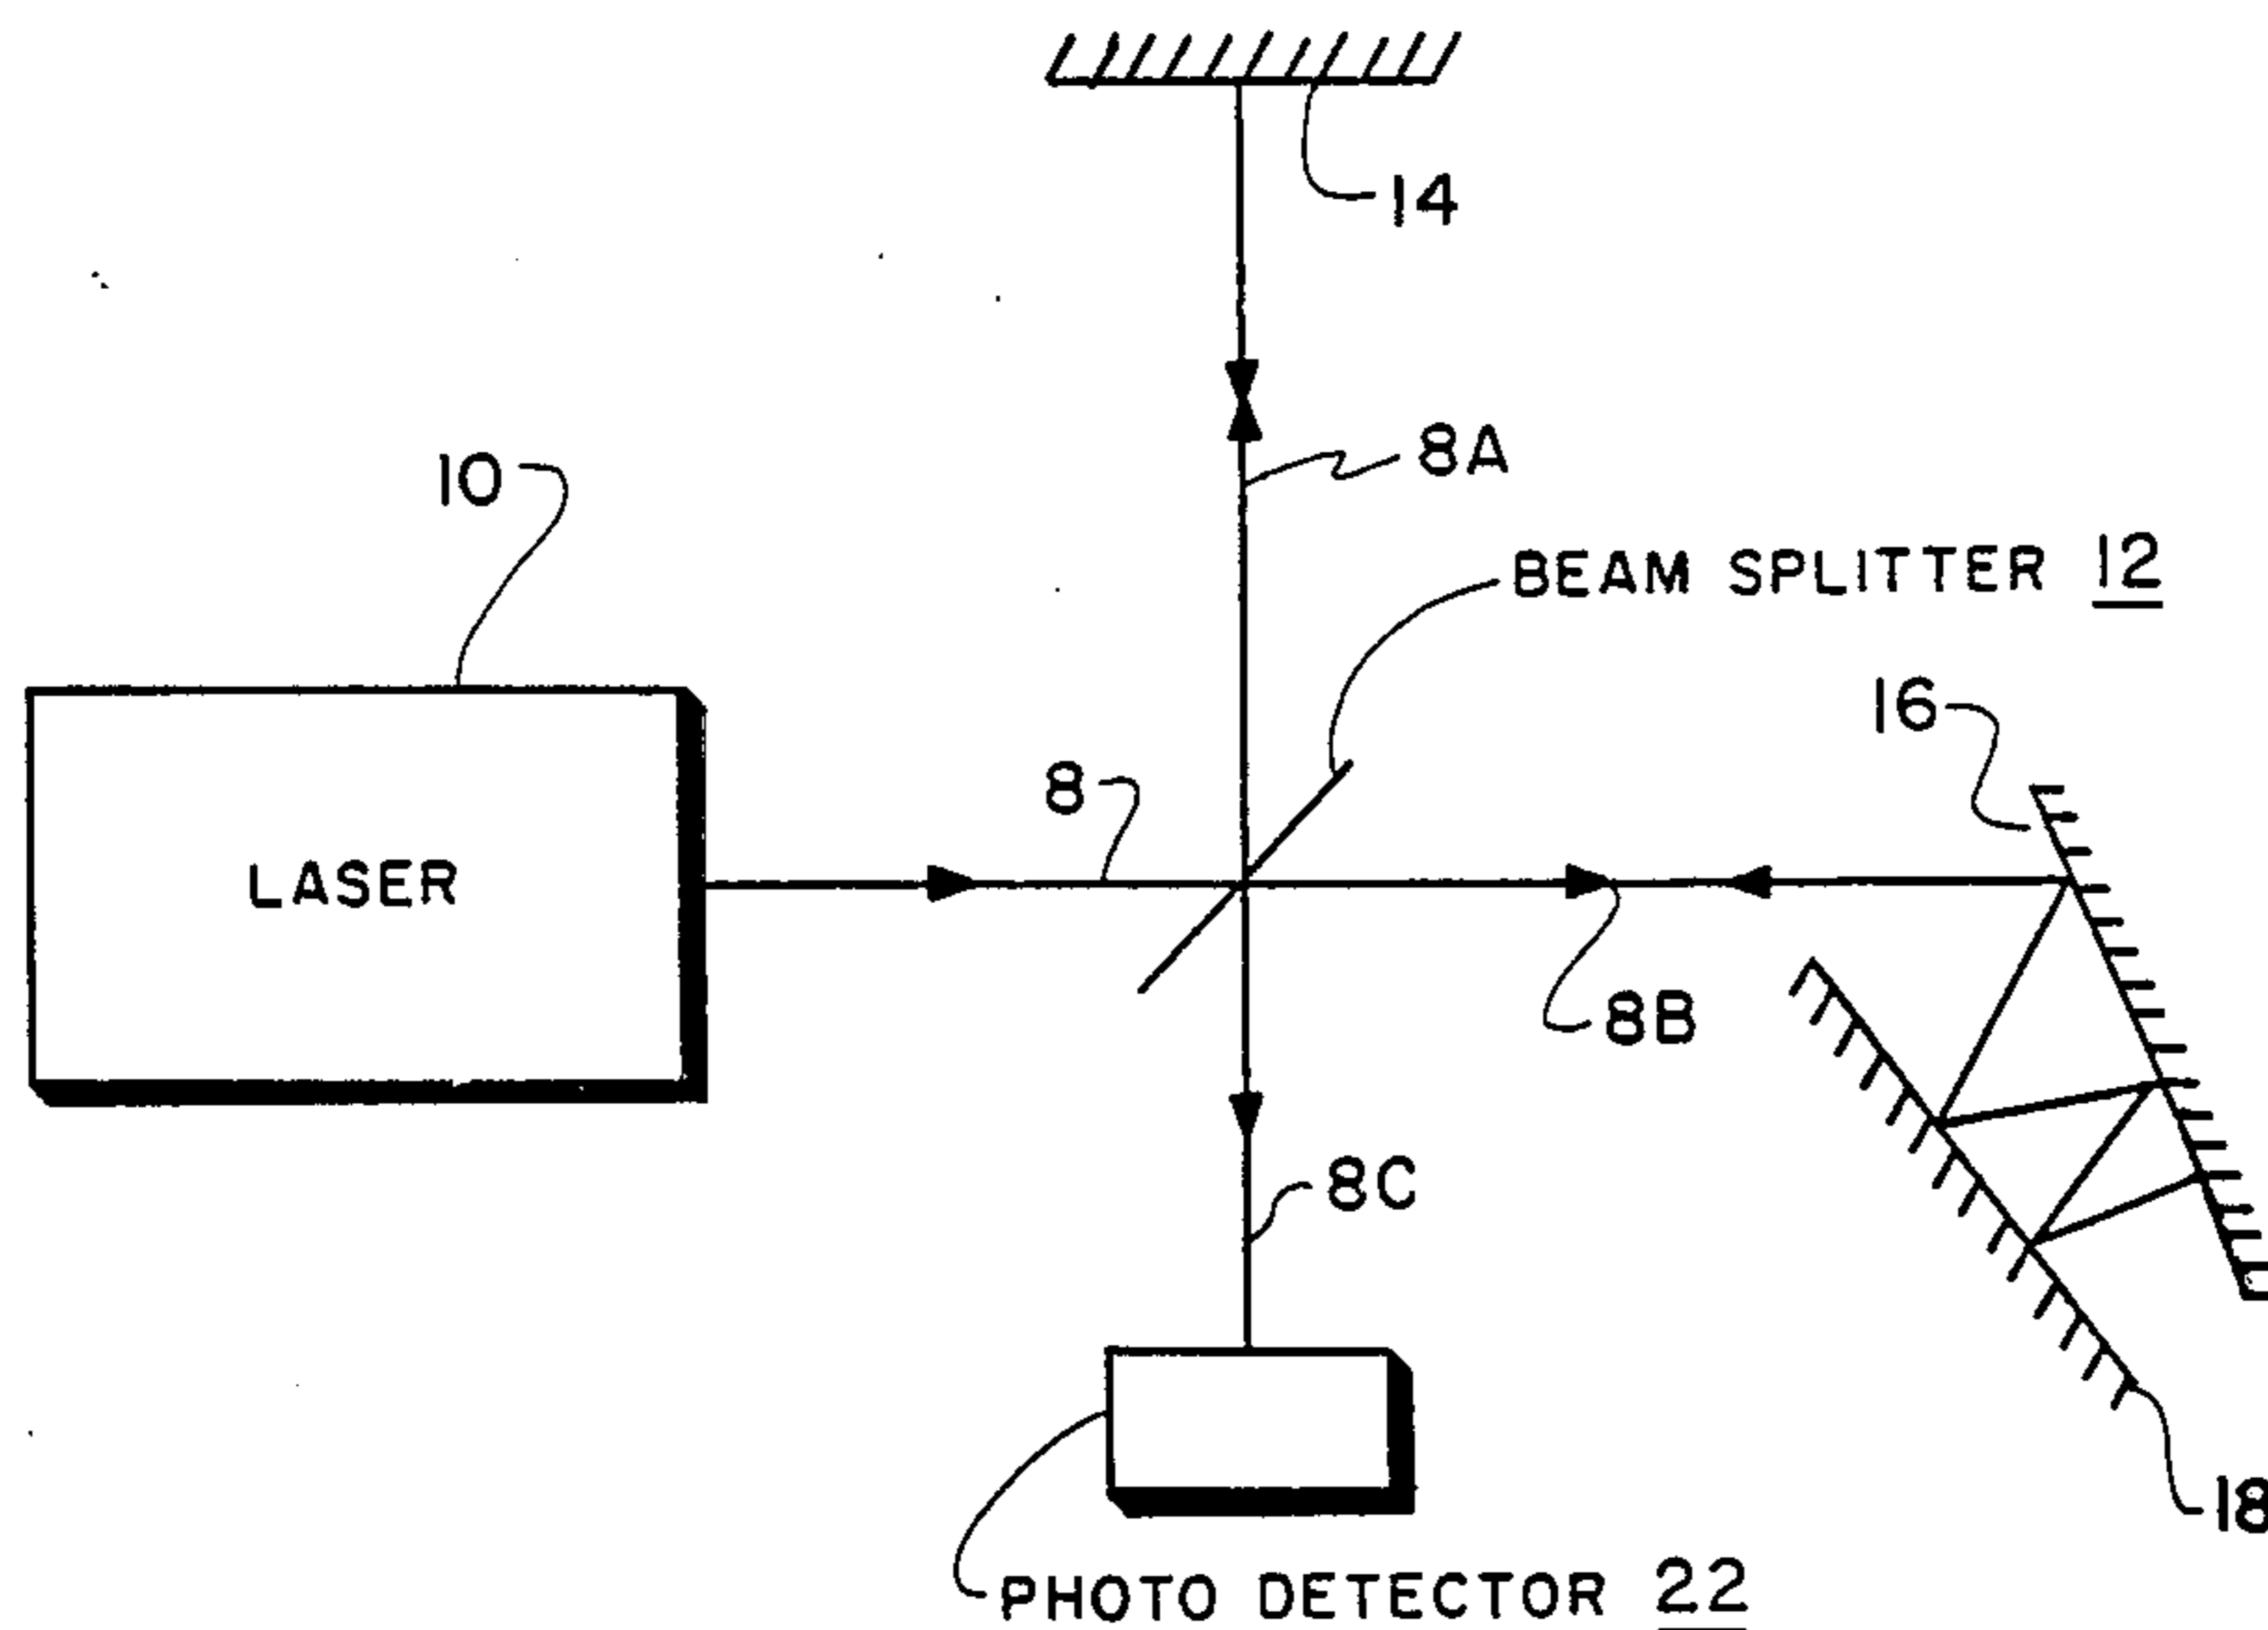 14
8A
10
BEAM SPLITTER 12
16
8
LASER
8B
8C
18
PHOTO DETECTOR 22